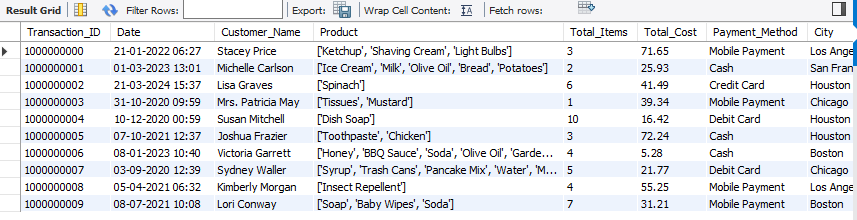 Result Grid Filter Rows: Export: Wrap Cell Content: Fetch rows:
Transaction_ID Date Customer_Name Product Total_Items Total_Cost Payment_Method City
1000000000 21-01-2022 06:27 Stacey Price ['Ketchup', 'Shaving Cream', 'Light Bulbs'] 3 71.65 Mobile Payment Los Ange
1000000001 01-03-2023 13:01 Michelle Carlson ['Ice Cream', 'Milk', 'Olive Oil', 'Bread', 'Potatoes'] 2 25.93 Cash San Fran
1000000002 21-03-2024 15:37 Lisa Graves ['Spinach'] 6 41.49 Credit Card Houston
1000000003 31-10-2020 09:59 Mrs. Patricia May ['Tissues', 'Mustard'] 1 39.34 Mobile Payment Chicago
1000000004 10-12-2020 00:59 Susan Mitchell ['Dish Soap'] 10 16.42 Debit Card Houston
1000000005 07-10-2021 12:37 Joshua Frazier ['Toothpaste', 'Chicken'] 3 72.24 Cash Houston
1000000006 08-01-2023 10:40 Victoria Garrett ['Honey', 'BBQ Sauce', 'Soda', 'Olive Oil', 'Garde... 4 5.28 Cash Boston
1000000007 03-09-2020 12:39 Sydney Waller ['Syrup', 'Trash Cans', 'Pancake Mix', 'Water', 'M... 5 21.77 Debit Card Chicago
1000000008 05-04-2021 06:32 Kimberly Morgan ['Insect Repellent'] 4 55.25 Mobile Payment Los Ange
1000000009 08-07-2021 10:08 Lori Conway ['Soap', 'Baby Wipes', 'Soda'] 7 31.21 Mobile Payment Boston